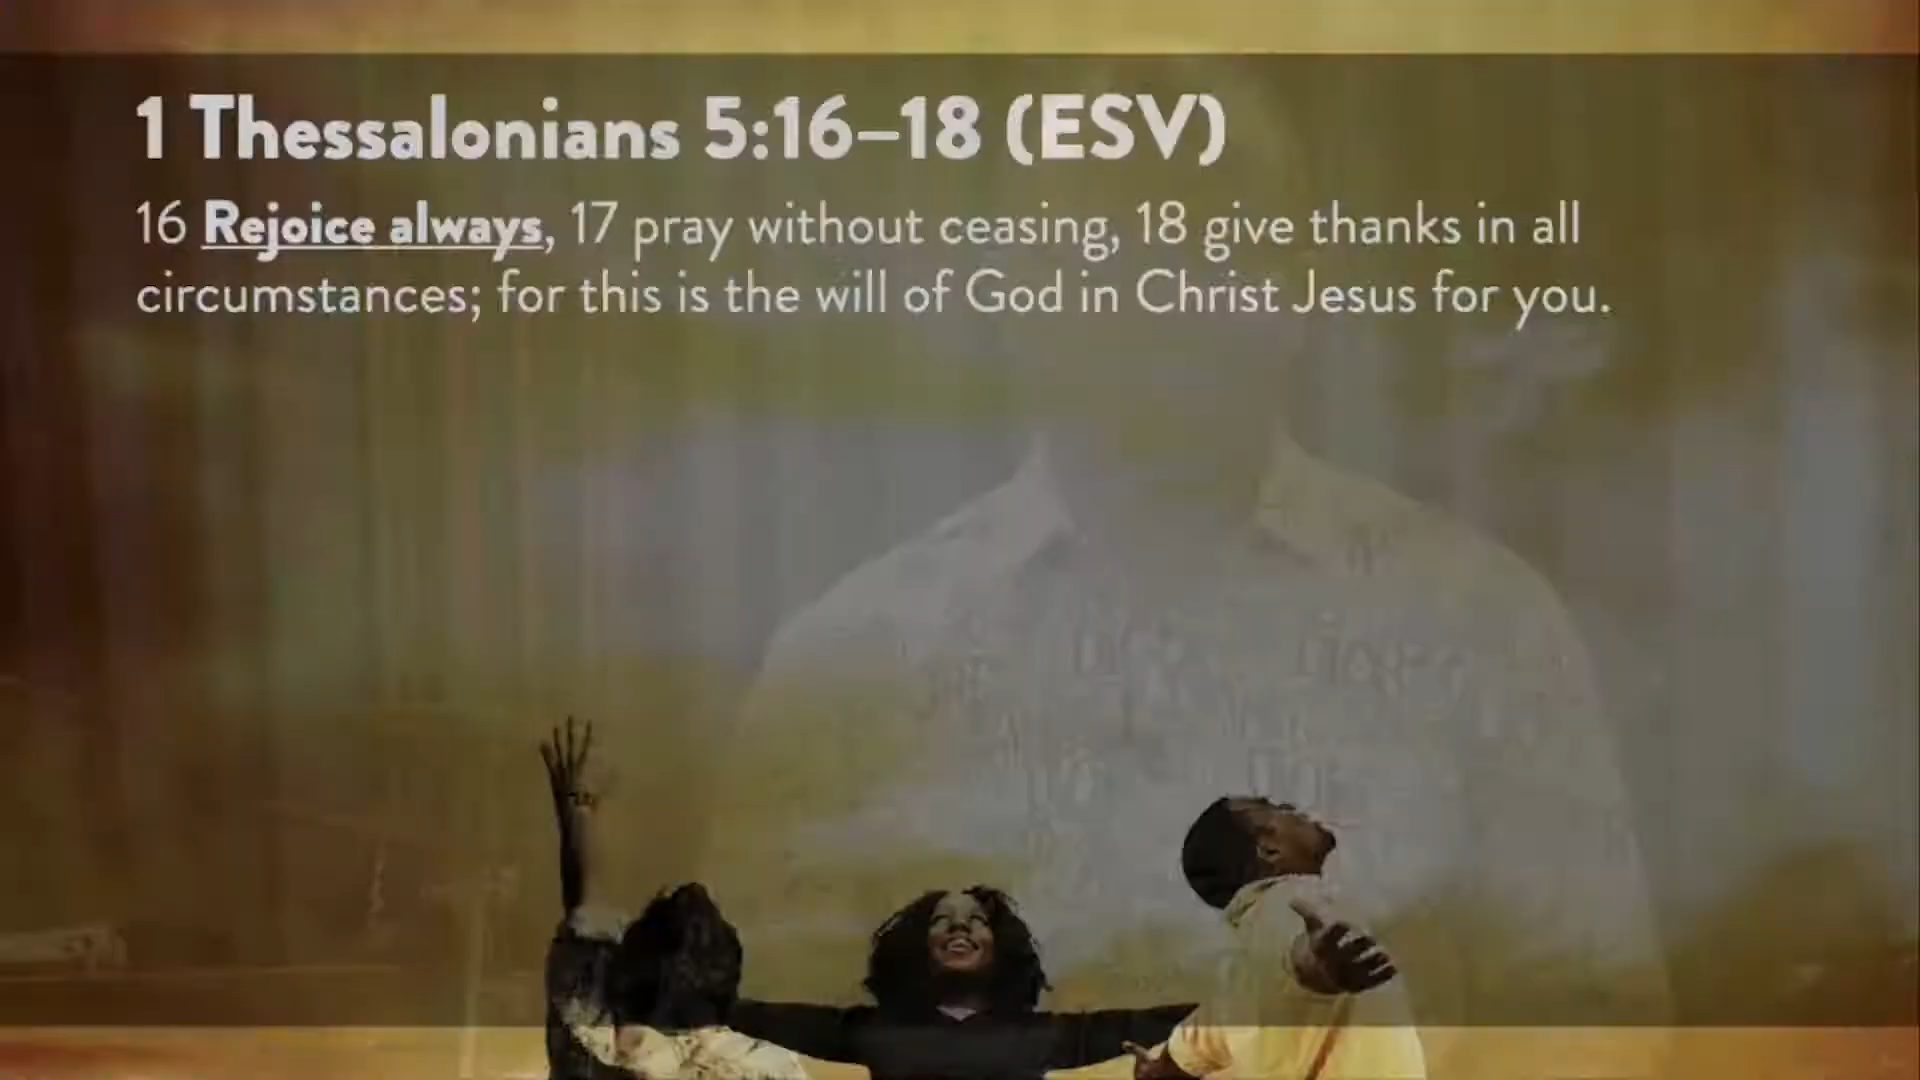 1 Thessalonians 5:16–18 (ESV)
16 Rejoice always, 17 pray without ceasing, 18 give thanks in all
circumstances; for this is the will of God in Christ Jesus for you.